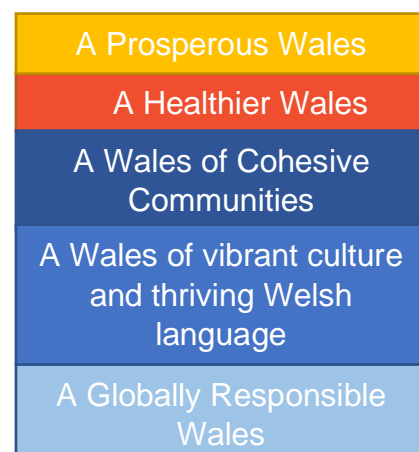 A Prosperous Wales
A Healthier Wales
A Wales of Cohesive
Communities
A Wales of vibrant culture
and thriving Welsh
language
A Globally Responsible
Wales